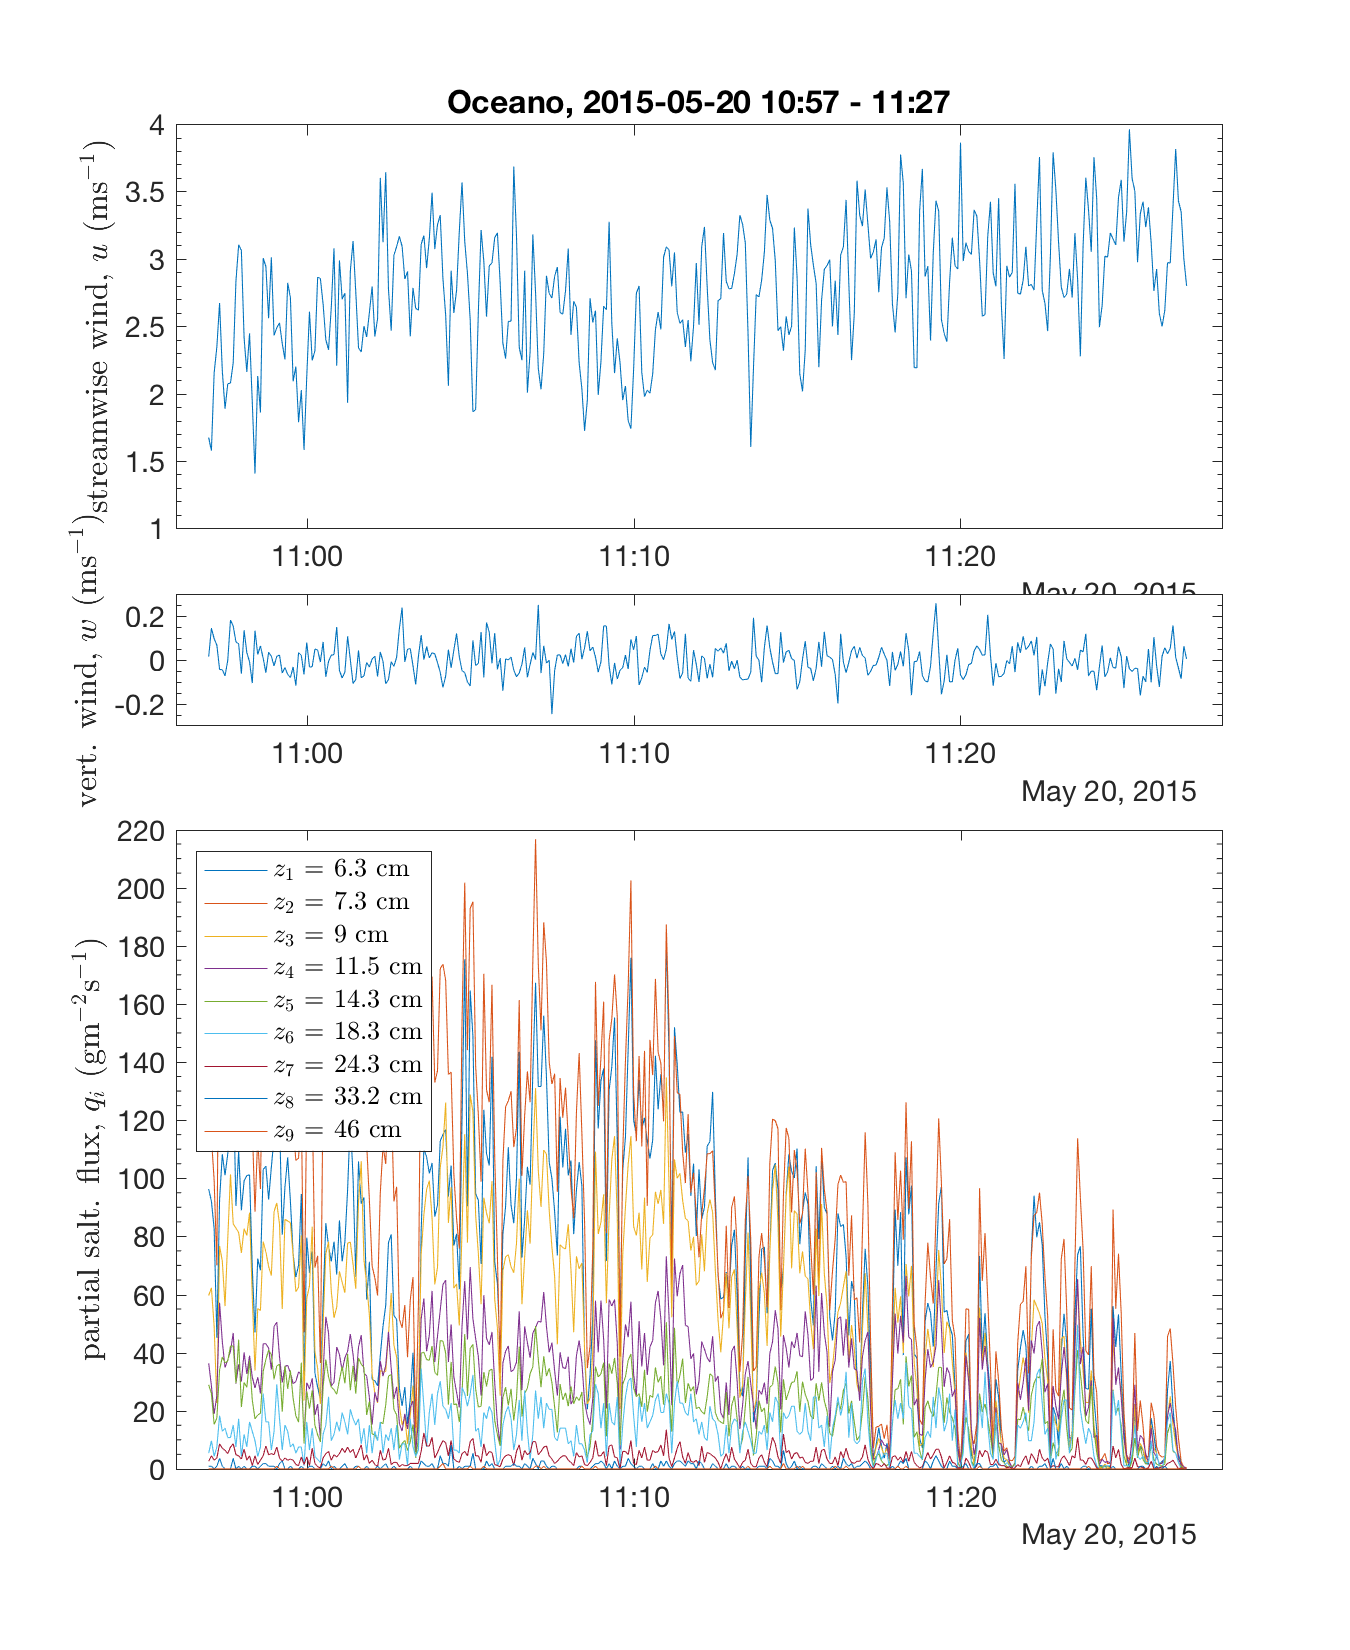 Oceano, 2015-05-20 10:57 - 11:27
streamwise wind, u (ms⁻¹)
4
3.5
3
2.5
2
1.5
1
11:00 11:10 11:20
May 20, 2015
vert. wind, w (ms⁻¹)
0.2
0
-0.2
11:00 11:10 11:20
May 20, 2015
partial salt. flux, qᵢ (gm⁻²s⁻¹)
220
200
180
160
140
120
100
80
60
40
20
0
z₁ = 6.3 cm
z₂ = 7.3 cm
z₃ = 9 cm
z₄ = 11.5 cm
z₅ = 14.3 cm
z₆ = 18.3 cm
z₇ = 24.3 cm
z₈ = 33.2 cm
z₉ = 46 cm
11:00 11:10 11:20
May 20, 2015